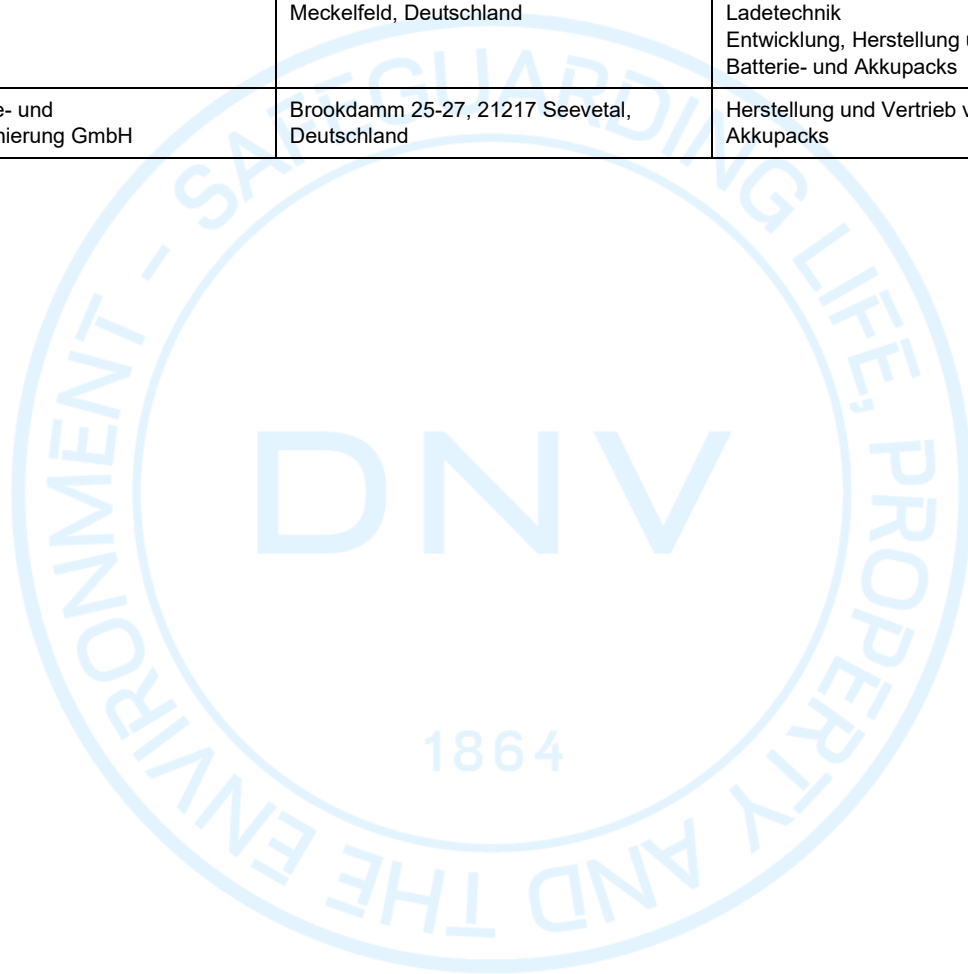 Meckelfeld, Deutschland
Ladetechnik
Entwicklung, Herstellung
Batterie- und Akkupacks
und
nierung GmbH
Brookdamm 25-27, 21217 Seevetal,
Deutschland
Herstellung und Vertrieb
Akkupacks
SAFEGUARDING LIFE, PROPERTY AND THE ENVIRONMENT -
DNV
1864